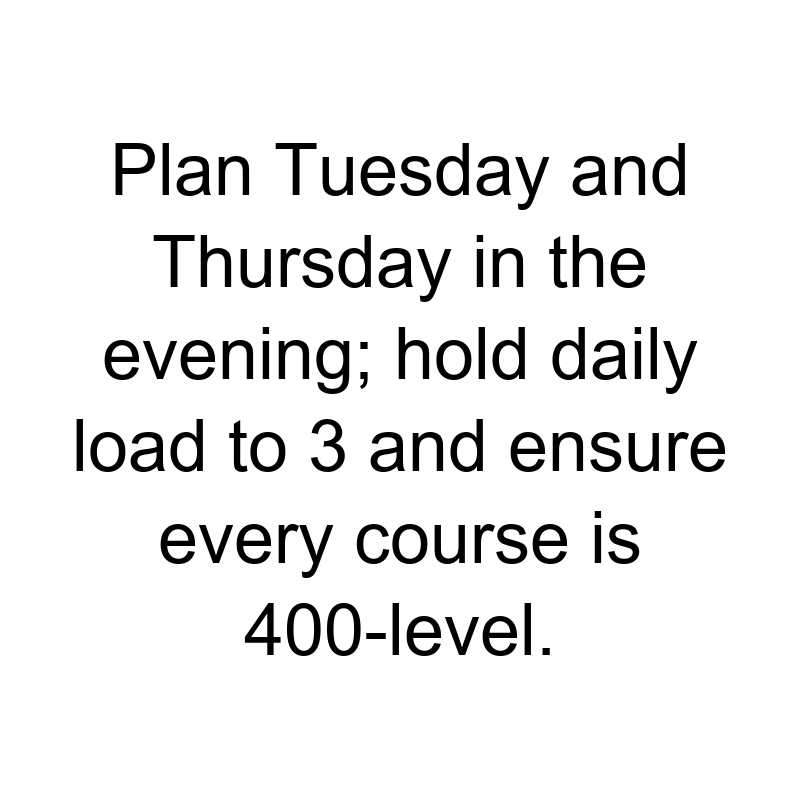 Plan Tuesday and
Thursday in the
evening; hold daily
load to 3 and ensure
every course is
400-level.